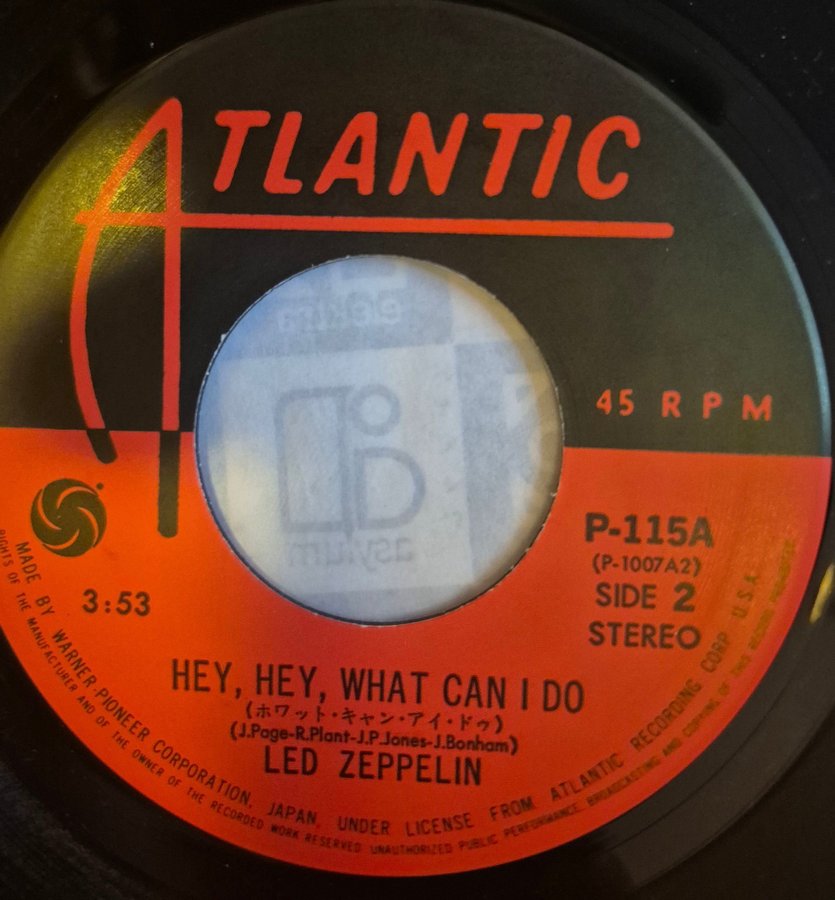 ATLANTIC
45 RPM
P-115A
(P-1007A2)
SIDE 2
STEREO
3:53
HEY, HEY, WHAT CAN I DO
(ホワット・キャン・アイ・ドゥ)
(J.Page-R.Plant-J.P.Jones-J.Bonham)
LED ZEPPELIN
MADE BY WARNER-PIONEER CORPORATION, JAPAN, UNDER LICENSE FROM ATLANTIC RECORDING CORP. U.S.A.
RIGHTS OF THE MANUFACTURER AND OF THE OWNER OF THE RECORDED WORK RESERVED UNAUTHORIZED PUBLIC PERFORMANCE, BROADCASTING AND COPYING OF THIS RECORD
elektra
asylum